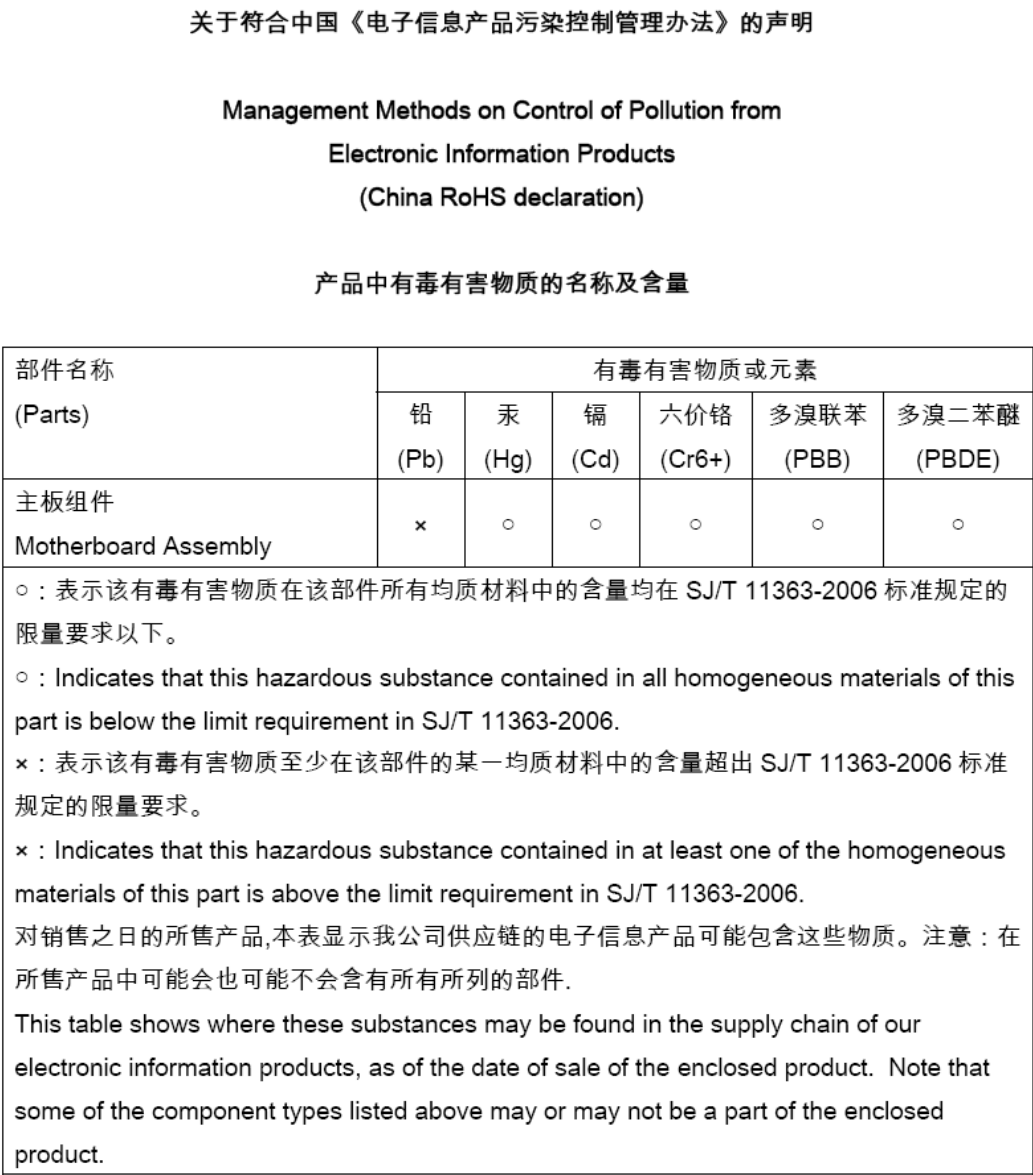 关于符合中国《电子信息产品污染控制管理办法》的声明
Management Methods on Control of Pollution from
Electronic Information Products
(China RoHS declaration)
产品中有毒有害物质的名称及含量
部件名称
(Parts)
有毒有害物质或元素
铅
(Pb)
汞
(Hg)
镉
(Cd)
六价铬
(Cr6+)
多溴联苯
(PBB)
多溴二苯醚
(PBDE)
主板组件
Motherboard Assembly
× ○ ○ ○ ○ ○
○：表示该有毒有害物质在该部件所有均质材料中的含量均在 SJ/T 11363-2006 标准规定的
限量要求以下。
○：Indicates that this hazardous substance contained in all homogeneous materials of this
part is below the limit requirement in SJ/T 11363-2006.
×：表示该有毒有害物质至少在该部件的某一均质材料中的含量超出 SJ/T 11363-2006 标准
规定的限量要求。
×：Indicates that this hazardous substance contained in at least one of the homogeneous
materials of this part is above the limit requirement in SJ/T 11363-2006.
对销售之日的所售产品,本表显示我公司供应链的电子信息产品可能包含这些物质。注意：在
所售产品中可能会也可能不会含有所有所列的部件.
This table shows where these substances may be found in the supply chain of our
electronic information products, as of the date of sale of the enclosed product.  Note that
some of the component types listed above may or may not be a part of the enclosed
product.